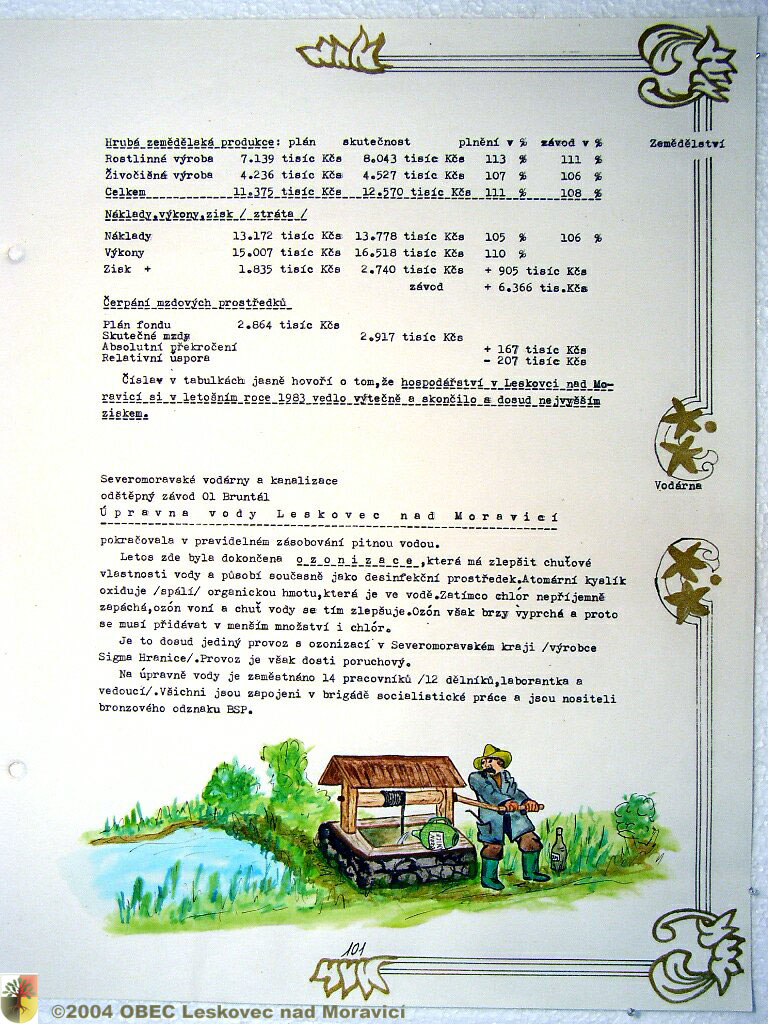 Hrubá zemědělská produkce: plán skutečnost plnění v % závod v %
Zemědělství
Rostlinné výroba 7.139 tisíc Kčs 8.043 tisíc Kčs 113 % 111 %
Živočišná výroba 4.236 tisíc Kčs 4.527 tisíc Kčs 107 % 106 %
Celkem 11.375 tisíc Kčs 12.570 tisíc Kčs 111 % 108 %
Náklady,výkony,zisk / ztráta /
Náklady 13.172 tisíc Kčs 13.778 tisíc Kčs 105 % 106 %
Výkony 15.007 tisíc Kčs 16.518 tisíc Kčs 110 %
Zisk + 1.835 tisíc Kčs 2.740 tisíc Kčs + 905 tisíc Kčs
závod + 6.366 tis.Kčs
Čerpání mzdových prostředků
Plán fondu 2.864 tisíc Kčs
Skutečné mzdy 2.917 tisíc Kčs
Absolutní překročení + 167 tisíc Kčs
Relativní úspora - 207 tisíc Kčs
Číslav v tabulkách jasně hovoří o tom,že hospodářství v Leskovci nad Mo-
ravicí si v letošním roce 1983 vedlo výtečně a skončilo s dosud nejvyšším
ziskem.
Vodárna
Severomoravské vodárny a kanalizace
odštěpný závod 01 Bruntál
Úpravna vody Leskovec nad Moravicí
pokračovala v pravidelném zásobování pitnou vodou.
Letos zde byla dokončena ozonizace,která má zlepšit chuťové
vlastnosti vody a působí současně jako desinfekční prostředek.Atomární kyslík
oxiduje /spálí/ organickou hmotu,která je ve vodě.Zatímco chlór nepříjemně
zapáchá,ozón voní a chuť vody se tím zlepšuje.Ozón však brzy vyprchá a proto
se musí přidávat v menším množství i chlór.
Je to dosud jediný provoz s ozonizací v Severomoravském kraji /výrobce
Sigma Hranice/.Provoz je však dosti poruchový.
Na úpravně vody je zaměstnáno 14 pracovníků /12 dělníků,laborantka a
vedoucí/.Všichni jsou zapojeni v brigádě socialistické práce a jsou nositeli
bronzového odznaku BSP.
101
©2004 OBEC Leskovec nad Moravicí